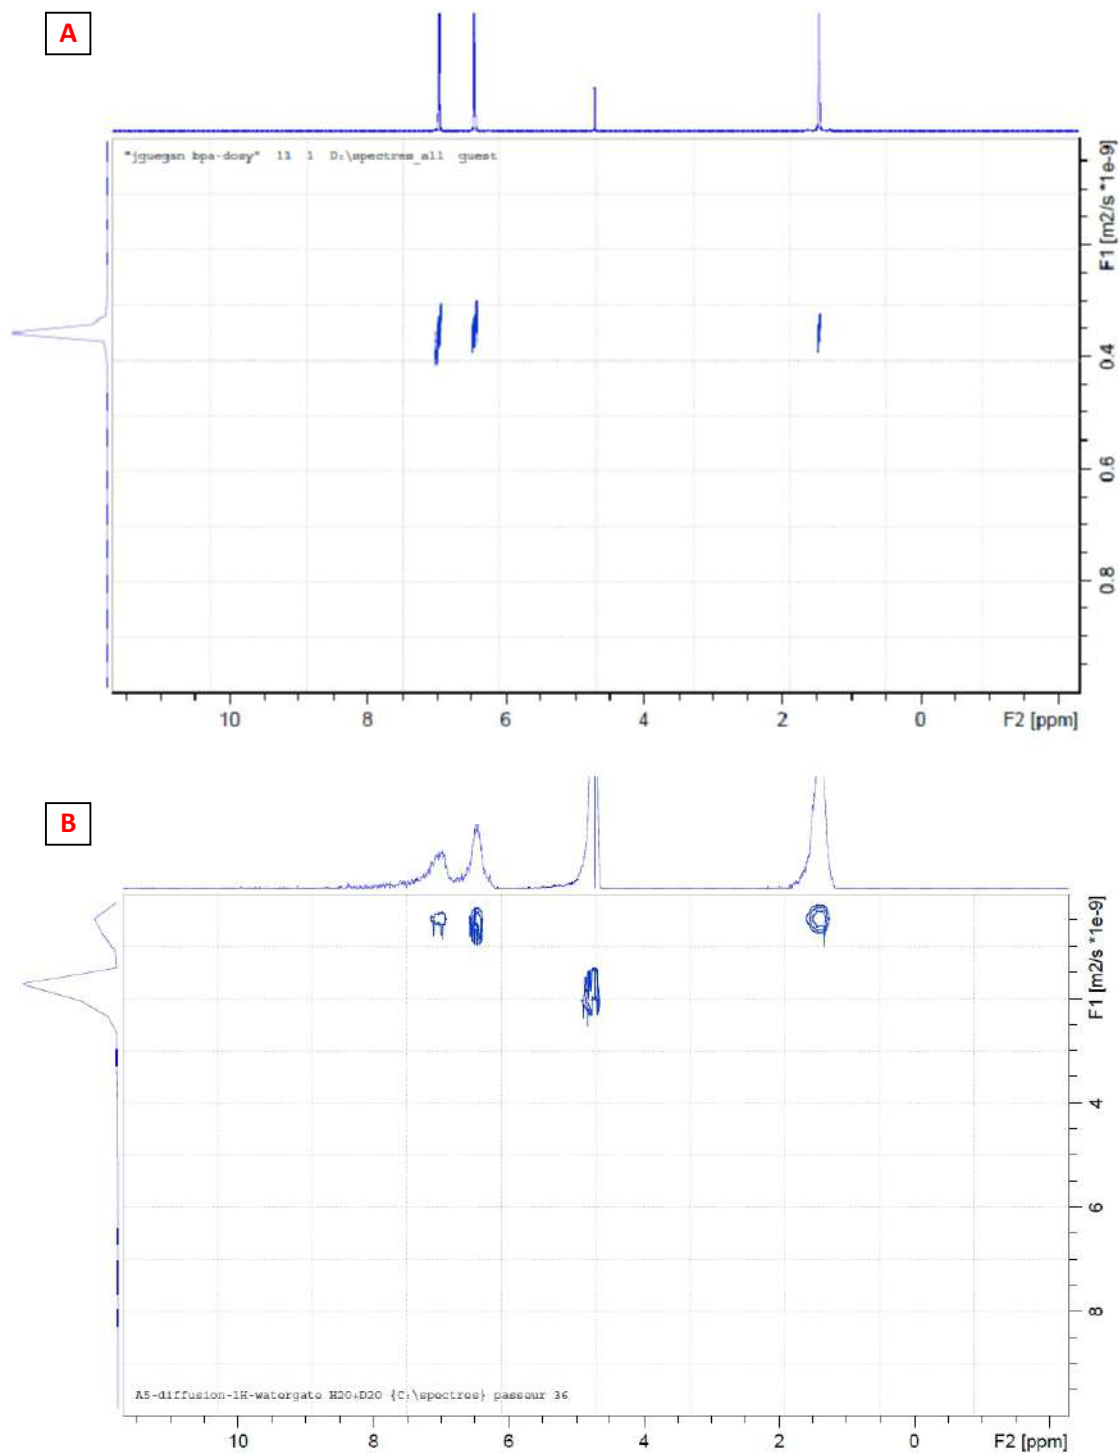 A
"jguegan bpa-dosy" 11 1 D:\spectres_all guest
F1 [m2/s *1e-9]
0.4
0.6
0.8
10 8 6 4 2 0 F2 [ppm]
B
F1 [m2/s *1e-9]
4
6
8
A5-diffusion-1H-watergate H2O+D2O {C:\spectres} passeur 36
10 8 6 4 2 0 F2 [ppm]